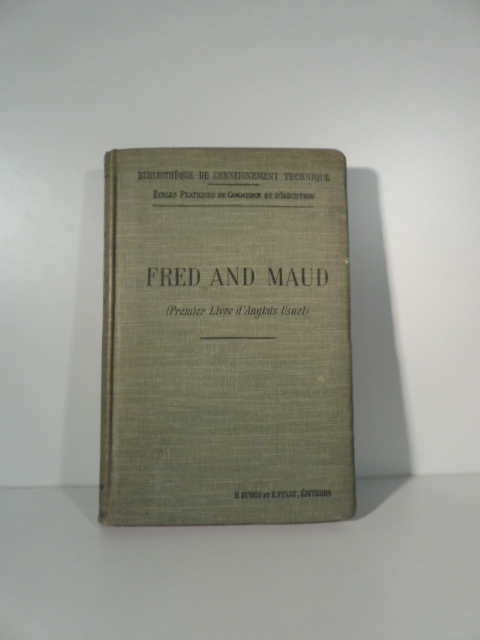 BIBLIOTHÈQUE DE L'ENSEIGNEMENT TECHNIQUE
ÉCOLES PRATIQUES DE COMMERCE ET D'INDUSTRIE
FRED AND MAUD
(Premier Livre d'Anglais Usuel)
H. DUNOD ET E. PINAT, ÉDITEURS